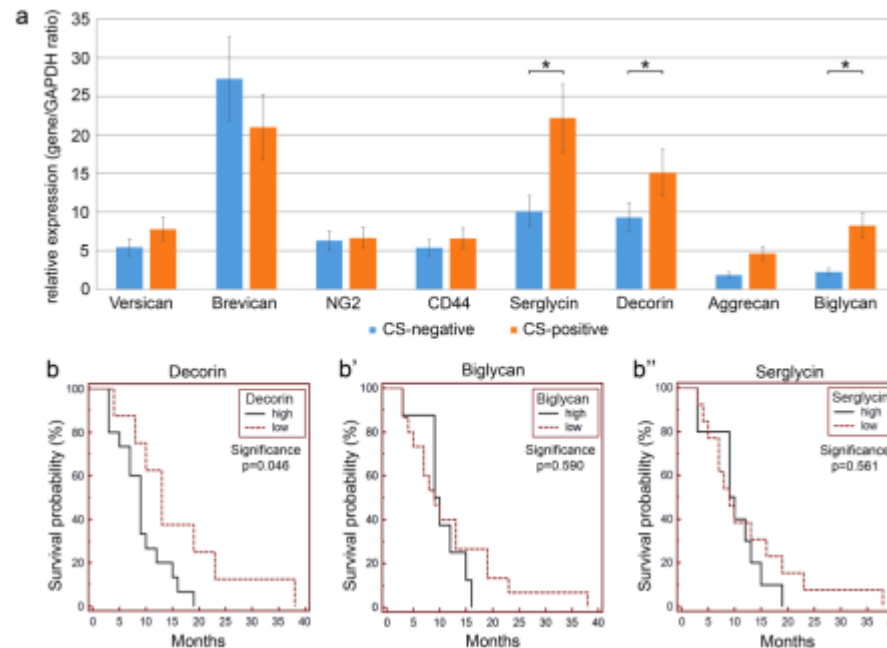 a
relative expression (gene/GAPDH ratio)
35
30
25
20
15
10
5
0
* * *
Versican Brevican NG2 CD44 Serglycin Decorin Aggrecan Biglycan
CS-negative CS-positive
b Decorin
Survival probability (%)
100
80
60
40
20
0
Decorin
high
low
Significance
p=0.046
0 5 10 15 20 25 30 35 40
Months
b' Biglycan
Survival probability (%)
100
80
60
40
20
0
Biglycan
high
low
Significance
p=0.590
0 5 10 15 20 25 30 35 40
Months
b'' Serglycin
Survival probability (%)
100
80
60
40
20
0
Serglycin
high
low
Significance
p=0.561
0 5 10 15 20 25 30 35 40
Months